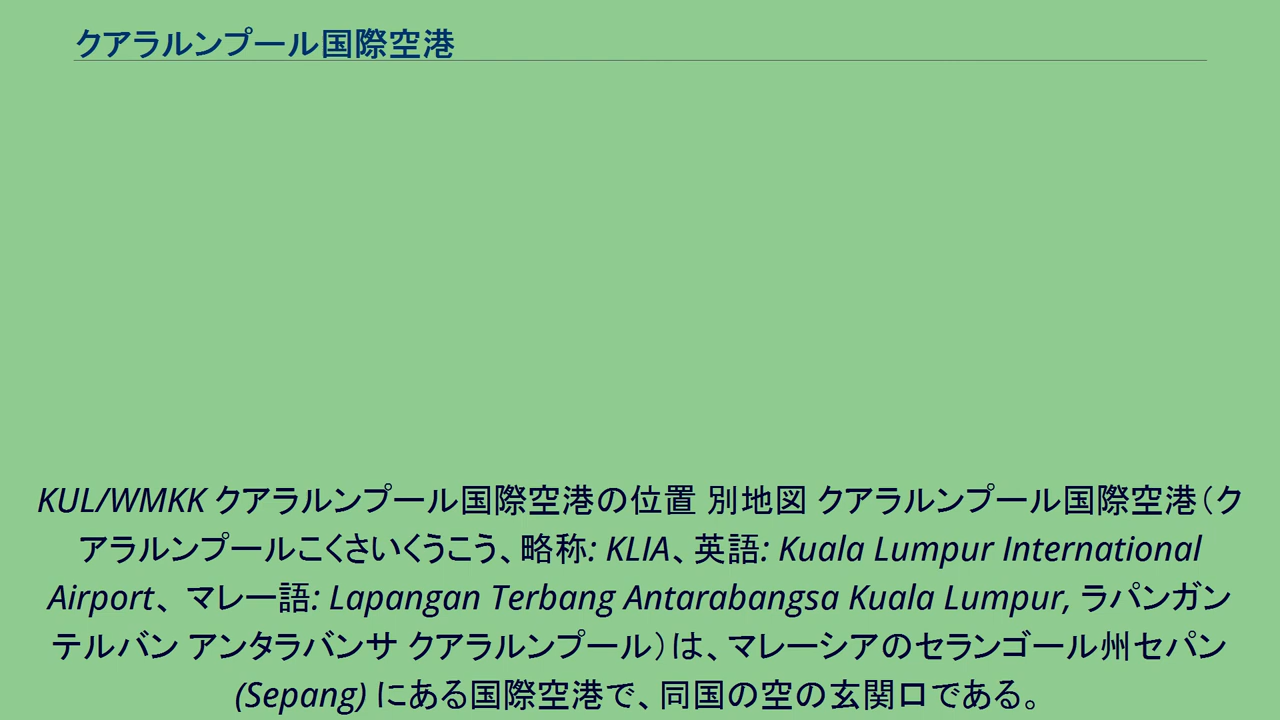 クアラルンプール国際空港
KUL/WMKK クアラルンプール国際空港の位置 別地図 クアラルンプール国際空港（ク
アラルンプールこくさいくうこう、略称: KLIA、英語: Kuala Lumpur International
Airport、マレー語: Lapangan Terbang Antarabangsa Kuala Lumpur, ラパンガン
テルバン アンタラバンサ クアラルンプール）は、マレーシアのセランゴール州セパン
(Sepang) にある国際空港で、同国の空の玄関口である。